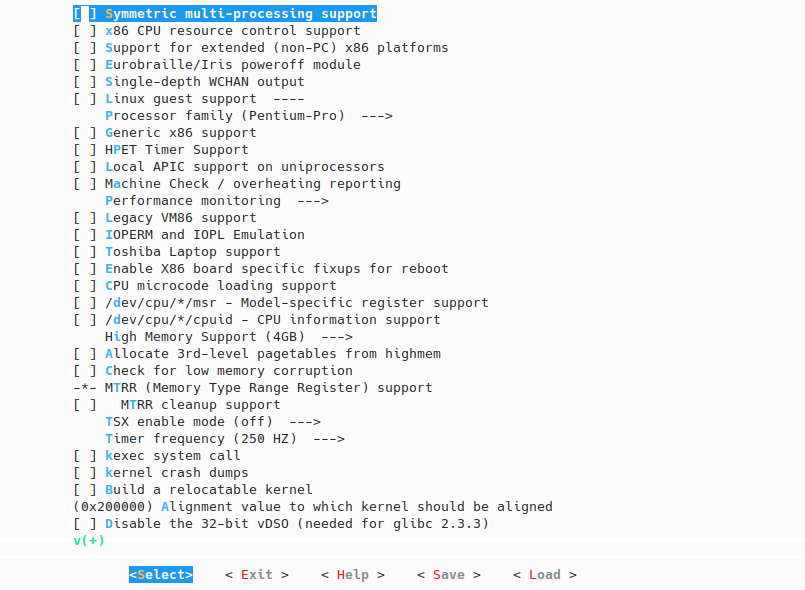 [ ] Symmetric multi-processing support
[ ] x86 CPU resource control support
[ ] Support for extended (non-PC) x86 platforms
[ ] Eurobraille/Iris poweroff module
[ ] Single-depth WCHAN output
[ ] Linux guest support  ----
    Processor family (Pentium-Pro)  --->
[ ] Generic x86 support
[ ] HPET Timer Support
[ ] Local APIC support on uniprocessors
[ ] Machine Check / overheating reporting
    Performance monitoring  --->
[ ] Legacy VM86 support
[ ] IOPERM and IOPL Emulation
[ ] Toshiba Laptop support
[ ] Enable X86 board specific fixups for reboot
[ ] CPU microcode loading support
[ ] /dev/cpu/*/msr - Model-specific register support
[ ] /dev/cpu/*/cpuid - CPU information support
    High Memory Support (4GB)  --->
[ ] Allocate 3rd-level pagetables from highmem
[ ] Check for low memory corruption
-*- MTRR (Memory Type Range Register) support
[ ]   MTRR cleanup support
    TSX enable mode (off)  --->
    Timer frequency (250 HZ)  --->
[ ] kexec system call
[ ] kernel crash dumps
[ ] Build a relocatable kernel
(0x200000) Alignment value to which kernel should be aligned
[ ] Disable the 32-bit vDSO (needed for glibc 2.3.3)
v(+)
<Select>    < Exit >    < Help >    < Save >    < Load >